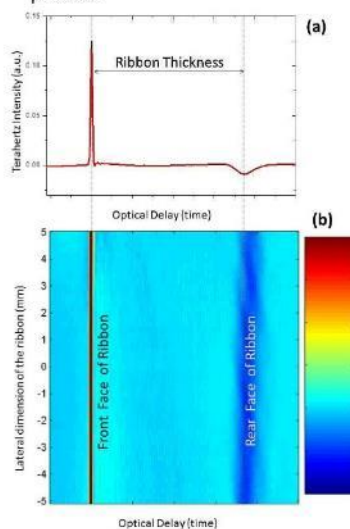 (a)
0.15
0.10
0.05
0.00
Terahertz Intensity (a.u.)
Ribbon Thickness
Optical Delay (time)
(b)
5
4
3
2
1
0
-1
-2
-3
-4
-5
Lateral dimension of the ribbon (mm)
Front Face of Ribbon
Rear Face of Ribbon
Optical Delay (time)